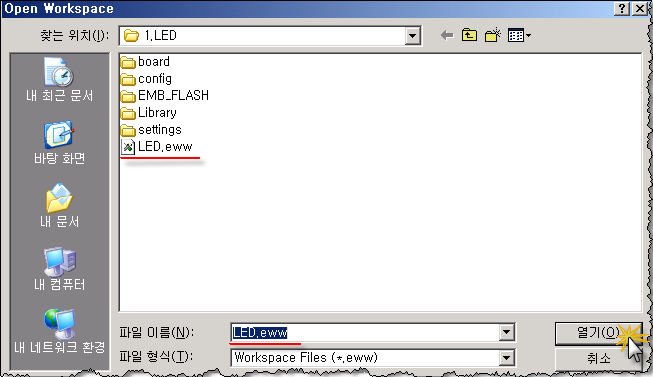 Open Workspace
찾는 위치(I):
1.LED
내 최근 문서
바탕 화면
내 문서
내 컴퓨터
내 네트워크 환경
board
config
EMB_FLASH
Library
settings
LED.eww
파일 이름(N):
LED.eww
열기(O)
파일 형식(T):
Workspace Files (*.eww)
취소